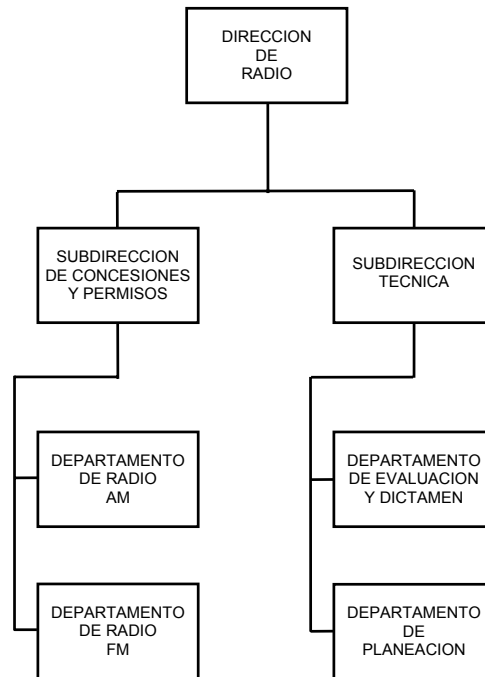 DIRECCION
DE
RADIO
SUBDIRECCION
DE CONCESIONES
Y PERMISOS
SUBDIRECCION
TECNICA
DEPARTAMENTO
DE RADIO
AM
DEPARTAMENTO
DE EVALUACION
Y DICTAMEN
DEPARTAMENTO
DE RADIO
FM
DEPARTAMENTO
DE
PLANEACION